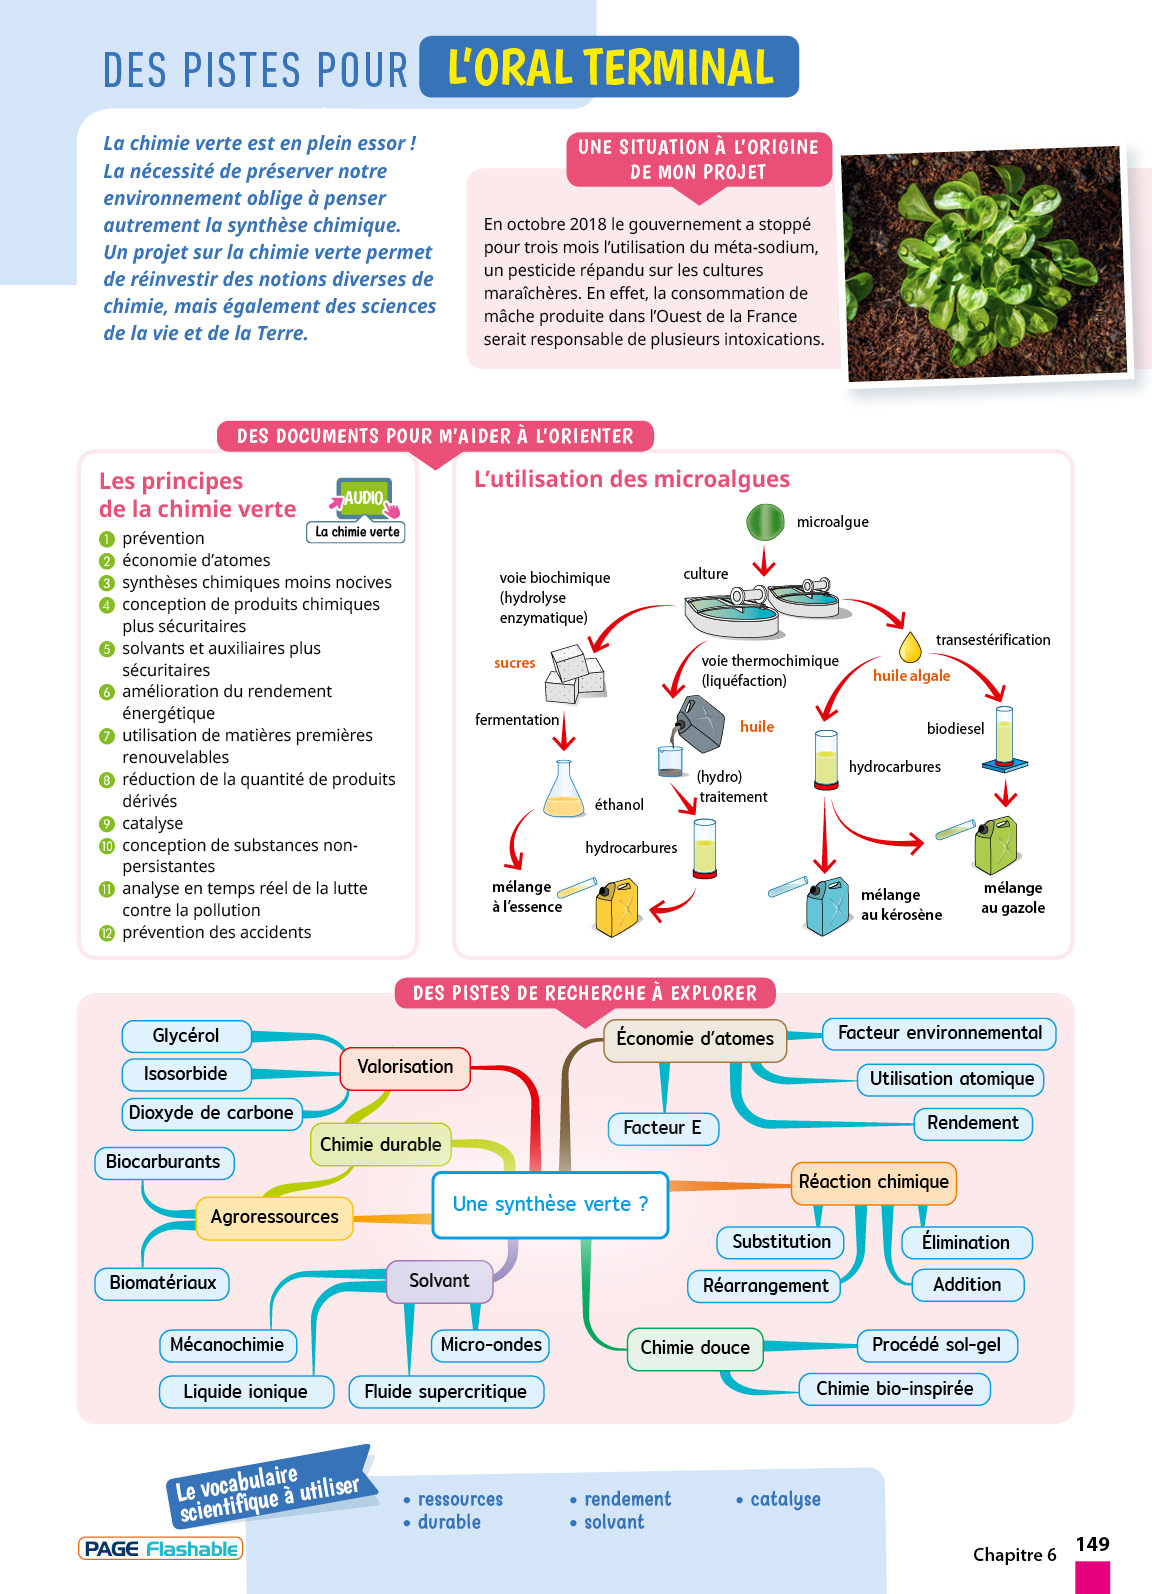 DES PISTES POUR L'ORAL TERMINAL
La chimie verte est en plein essor !
La nécessité de préserver notre
environnement oblige à penser
autrement la synthèse chimique.
Un projet sur la chimie verte permet
de réinvestir des notions diverses de
chimie, mais également des sciences
de la vie et de la Terre.
UNE SITUATION À L'ORIGINE
DE MON PROJET
En octobre 2018 le gouvernement a stoppé
pour trois mois l'utilisation du méta-sodium,
un pesticide répandu sur les cultures
maraîchères. En effet, la consommation de
mâche produite dans l'Ouest de la France
serait responsable de plusieurs intoxications.
DES DOCUMENTS POUR M'AIDER À L'ORIENTER
Les principes
de la chimie verte
AUDIO
La chimie verte
1 prévention
2 économie d'atomes
3 synthèses chimiques moins nocives
4 conception de produits chimiques
plus sécuritaires
5 solvants et auxiliaires plus
sécuritaires
6 amélioration du rendement
énergétique
7 utilisation de matières premières
renouvelables
8 réduction de la quantité de produits
dérivés
9 catalyse
10 conception de substances non-
persistantes
11 analyse en temps réel de la lutte
contre la pollution
12 prévention des accidents
L'utilisation des microalgues
microalgue
culture
voie biochimique
(hydrolyse
enzymatique)
sucres
fermentation
éthanol
mélange
à l'essence
voie thermochimique
(liquéfaction)
huile
(hydro)
traitement
hydrocarbures
transestérification
huile algale
biodiesel
hydrocarbures
mélange
au kérosène
mélange
au gazole
DES PISTES DE RECHERCHE À EXPLORER
Glycérol
Isosorbide
Dioxyde de carbone
Valorisation
Chimie durable
Biocarburants
Agroressources
Biomatériaux
Solvant
Mécanochimie
Micro-ondes
Liquide ionique
Fluide supercritique
Une synthèse verte ?
Économie d'atomes
Facteur environnemental
Utilisation atomique
Facteur E
Rendement
Réaction chimique
Substitution
Élimination
Réarrangement
Addition
Chimie douce
Procédé sol-gel
Chimie bio-inspirée
Le vocabulaire
scientifique à utiliser
• ressources
• durable
• rendement
• solvant
• catalyse
PAGE Flashable
Chapitre 6
149